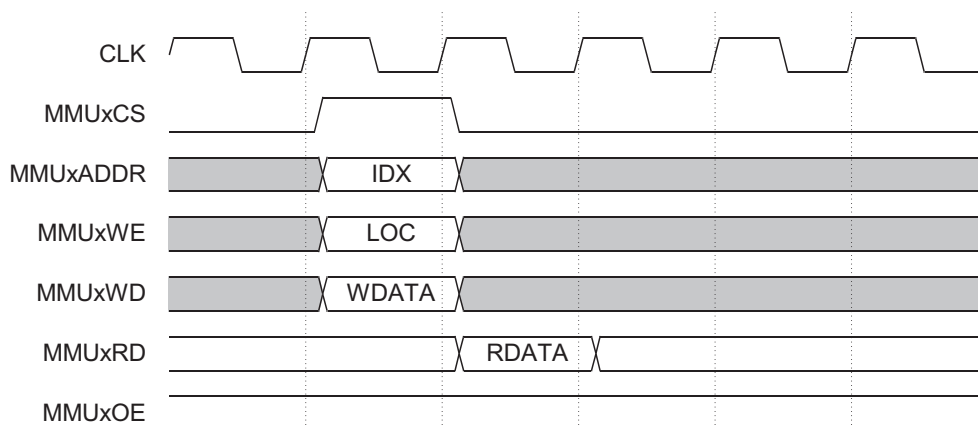 CLK
MMUxCS
MMUxADDR IDX
MMUxWE LOC
MMUxWD WDATA
MMUxRD RDATA
MMUxOE